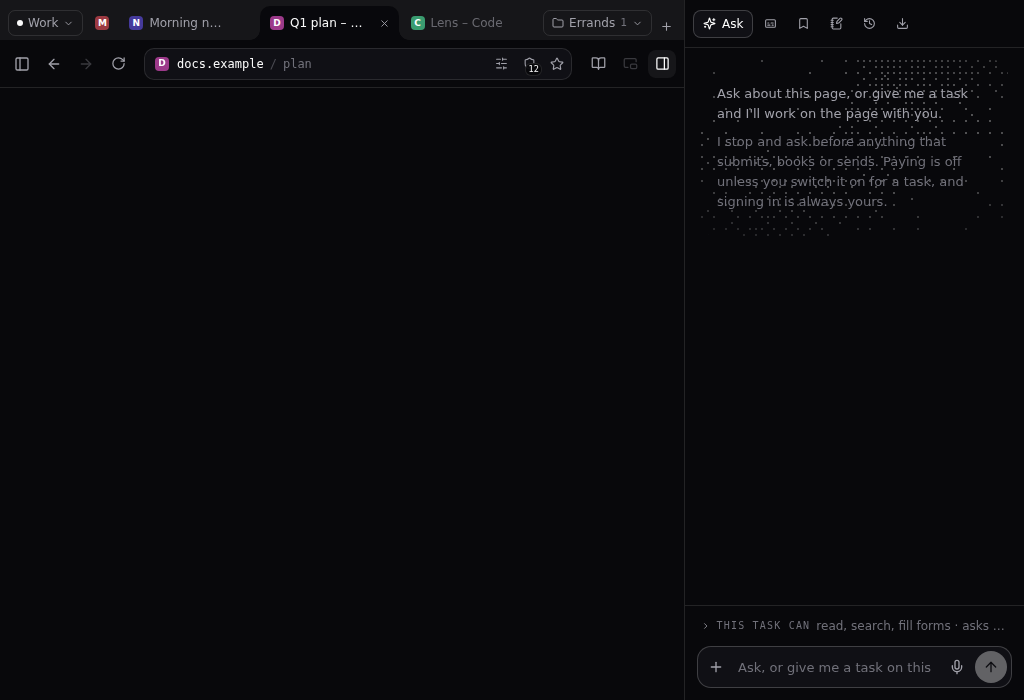 Work
M
N Morning n...
D Q1 plan – ...
C Lens – Code
Errands 1
Ask
D docs.example / plan
12
Ask about this page, or give me a task
and I'll work on the page with you.
I stop and ask before anything that
submits, books or sends. Paying is off
unless you switch it on for a task, and
signing in is always yours.
THIS TASK CAN read, search, fill forms · asks ...
Ask, or give me a task on this